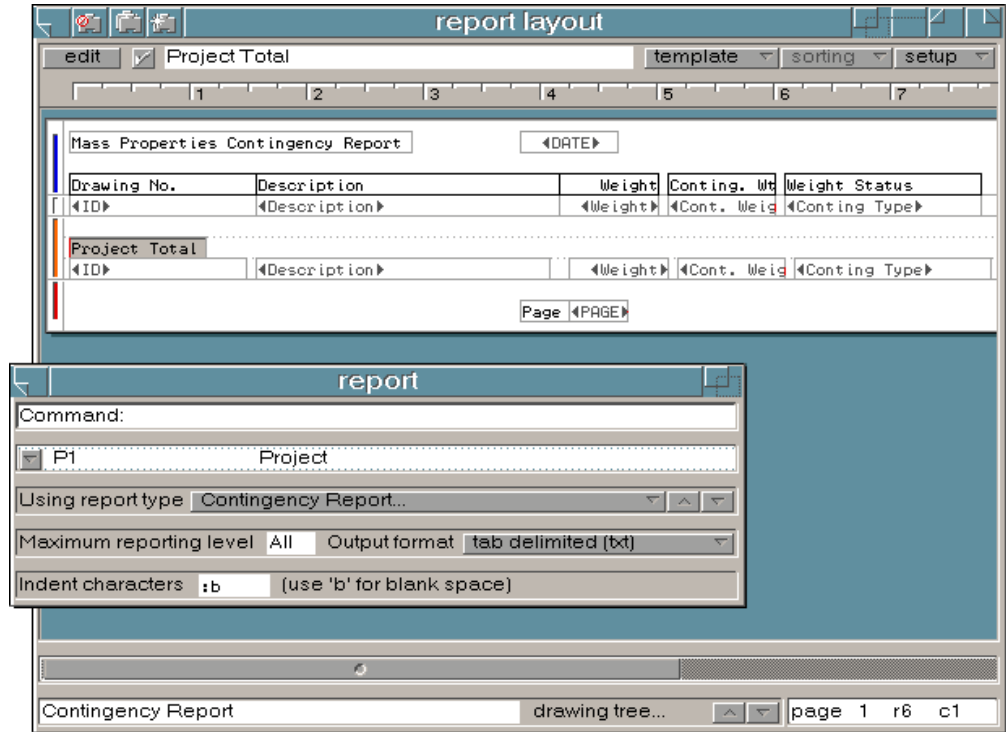 report layout
edit Project Total template sorting setup
1 2 3 4 5 6 7
Mass Properties Contingency Report ◂DATE▸
Drawing No. Description Weight Conting. Wt Weight Status
◂ID▸ ◂Description▸ ◂Weight▸ ◂Cont. Weig ◂Conting Type▸
Project Total
◂ID▸ ◂Description▸ ◂Weight▸ ◂Cont. Weig ◂Conting Type▸
Page ◂PAGE▸
report
Command:
P1 Project
Using report type Contingency Report...
Maximum reporting level All Output format tab delimited (txt)
Indent characters :b (use 'b' for blank space)
Contingency Report drawing tree... page 1 r6 c1